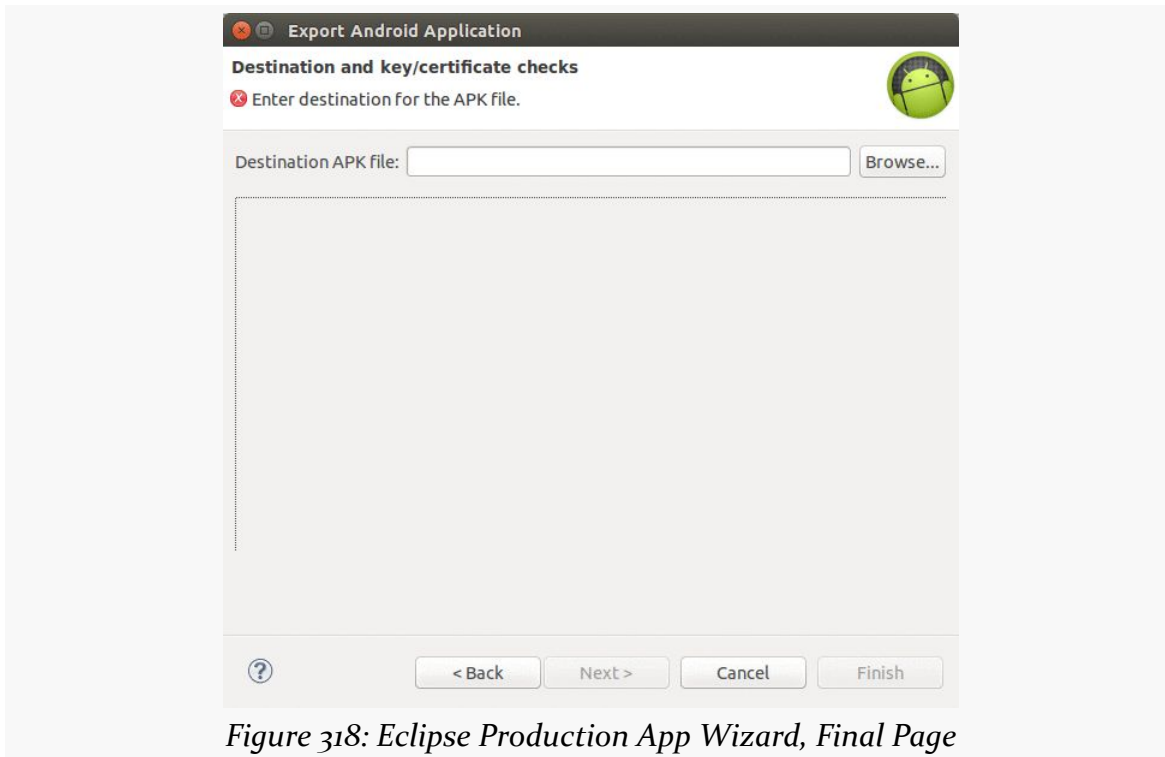 Export Android Application
Destination and key/certificate checks
Enter destination for the APK file.
Destination APK file:
Browse...
?
< Back
Next >
Cancel
Finish
Figure 318: Eclipse Production App Wizard, Final Page